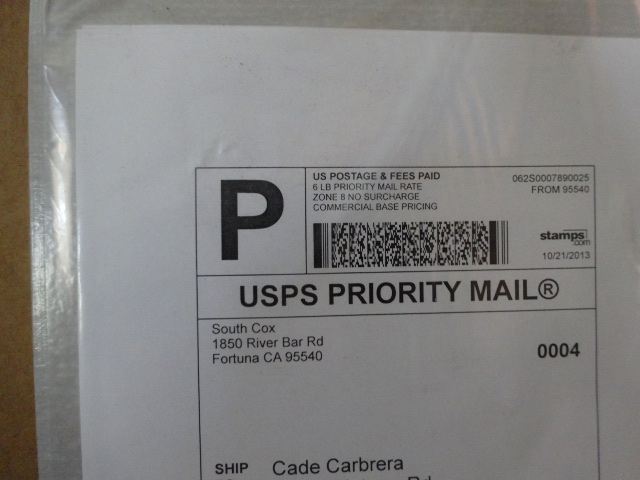 P
US POSTAGE & FEES PAID
6 LB PRIORITY MAIL RATE
ZONE 8 NO SURCHARGE
COMMERCIAL BASE PRICING
062S0007890025
FROM 95540
stamps
.com
10/21/2013
USPS PRIORITY MAIL®
South Cox
1850 River Bar Rd
Fortuna CA 95540
0004
SHIP Cade Carbrera
Rd